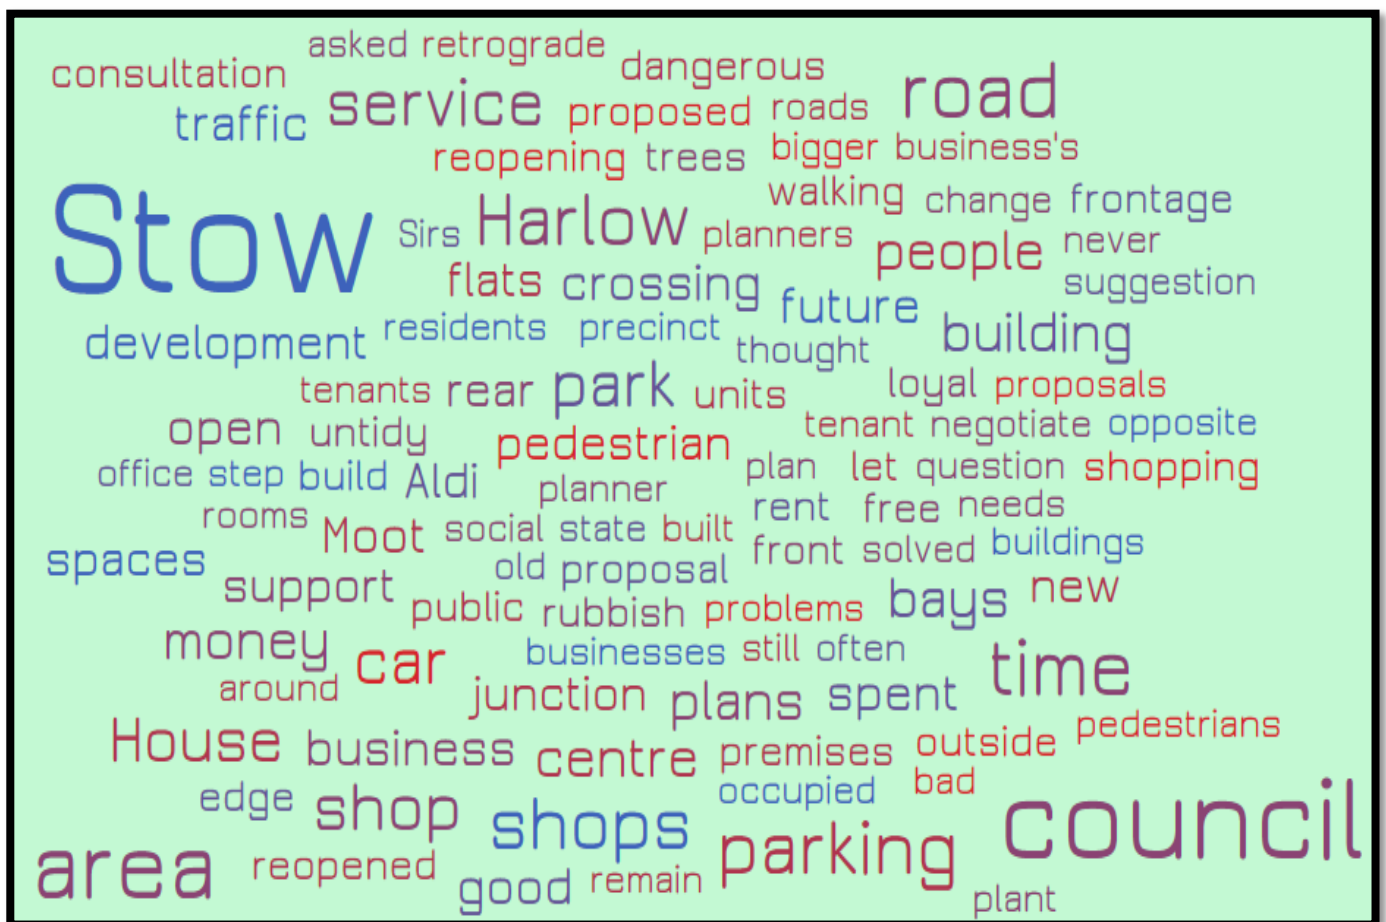 asked retrograde
consultation dangerous
traffic service proposed roads road
reopening trees bigger business's
walking change frontage
Stow Sirs Harlow planners people never
flats crossing future suggestion
development residents precinct thought building
tenants rear park units loyal proposals
open untidy pedestrian tenant negotiate opposite
office step build Aldi planner plan let question shopping
rooms Moot social state built rent free needs
spaces old proposal front solved buildings
support public rubbish problems bays new
money car businesses still often time
around junction plans spent
House business centre premises outside pedestrians
edge shop shops occupied bad council
area reopened good remain parking plant